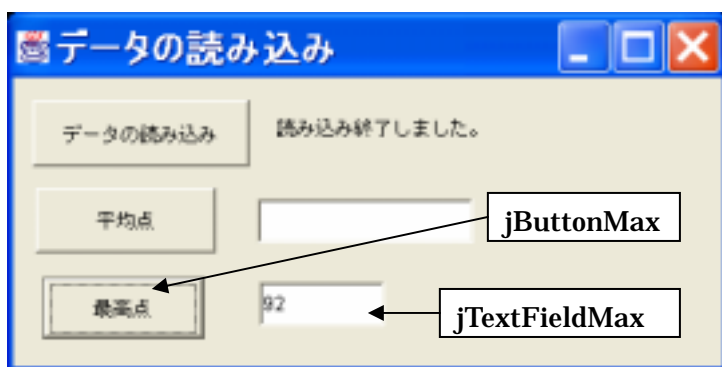 データの読み込み
データの読み込み 読み込み終了しました。
平均点
jButtonMax
最高点 92
jTextFieldMax